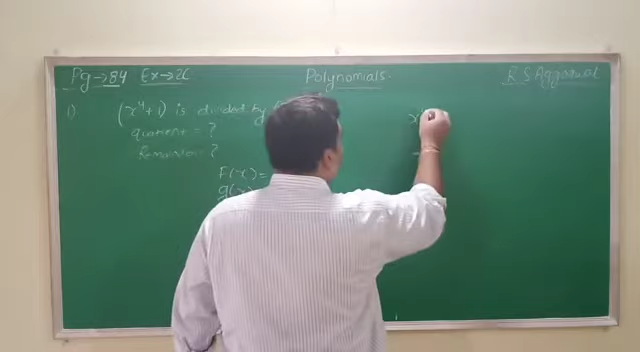 Pg→84 Ex→2C Polynomials. R S Aggarwal
1) (x⁴+1) is divided by
quotient = ?
Remainder = ?
F(x) =
g(x)
x